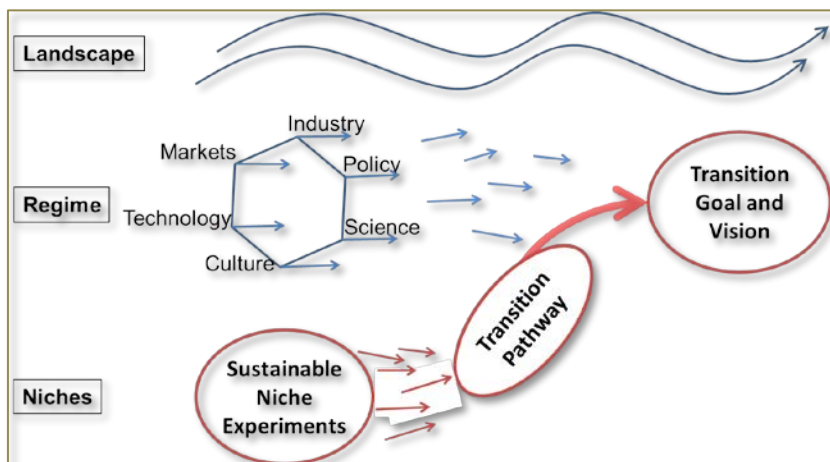 Landscape
Industry
Markets
Policy
Regime
Technology
Science
Culture
Transition
Goal and
Vision
Transition
Pathway
Niches
Sustainable
Niche
Experiments